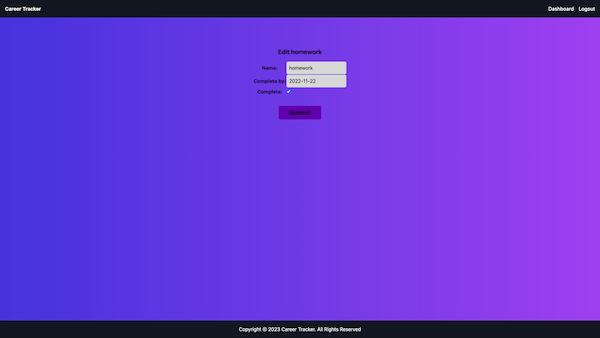 Career Tracker
Dashboard Logout
Edit homework
Name: homework
Complete by: 2022-11-22
Complete:
Submit
Copyright © 2023 Career Tracker. All Rights Reserved